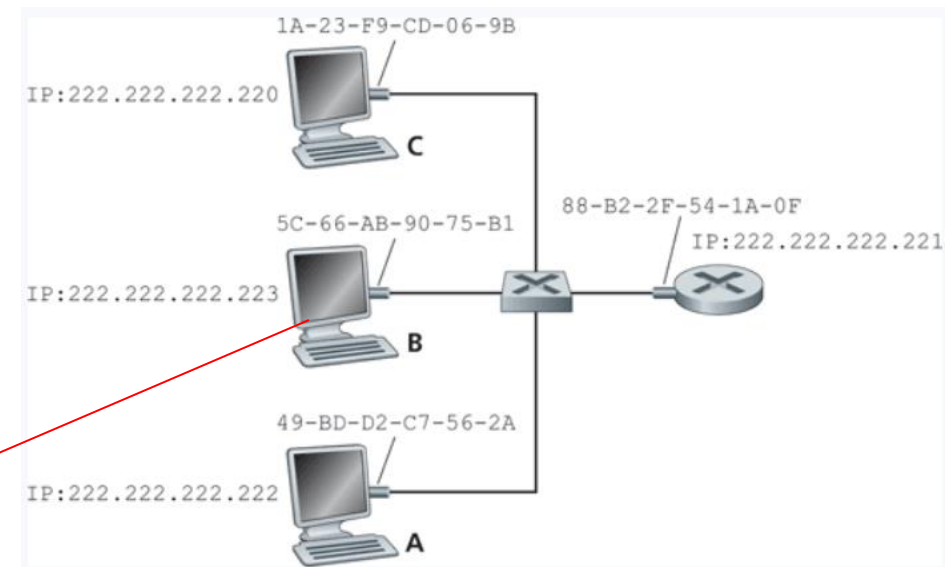 1A-23-F9-CD-06-9B
IP:222.222.222.220
C
88-B2-2F-54-1A-0F
5C-66-AB-90-75-B1
IP:222.222.222.221
IP:222.222.222.223
B
49-BD-D2-C7-56-2A
IP:222.222.222.222
A